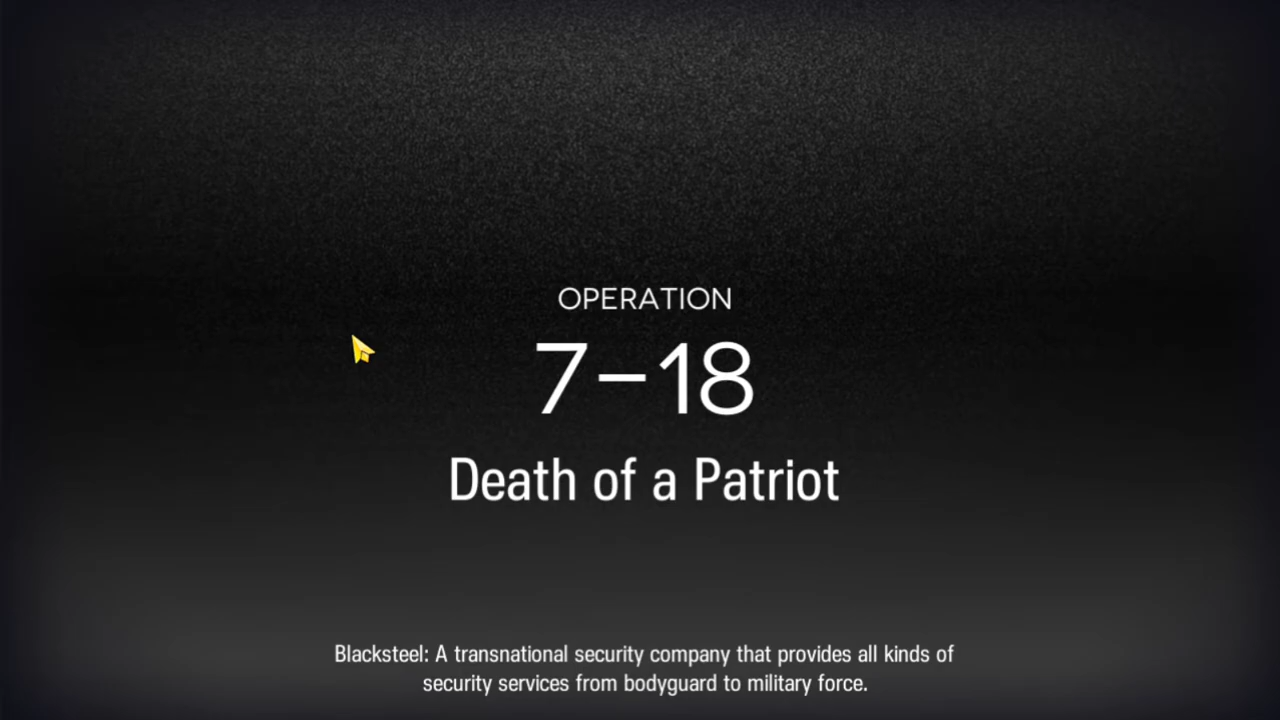 OPERATION
7-18
Death of a Patriot
Blacksteel: A transnational security company that provides all kinds of
security services from bodyguard to military force.